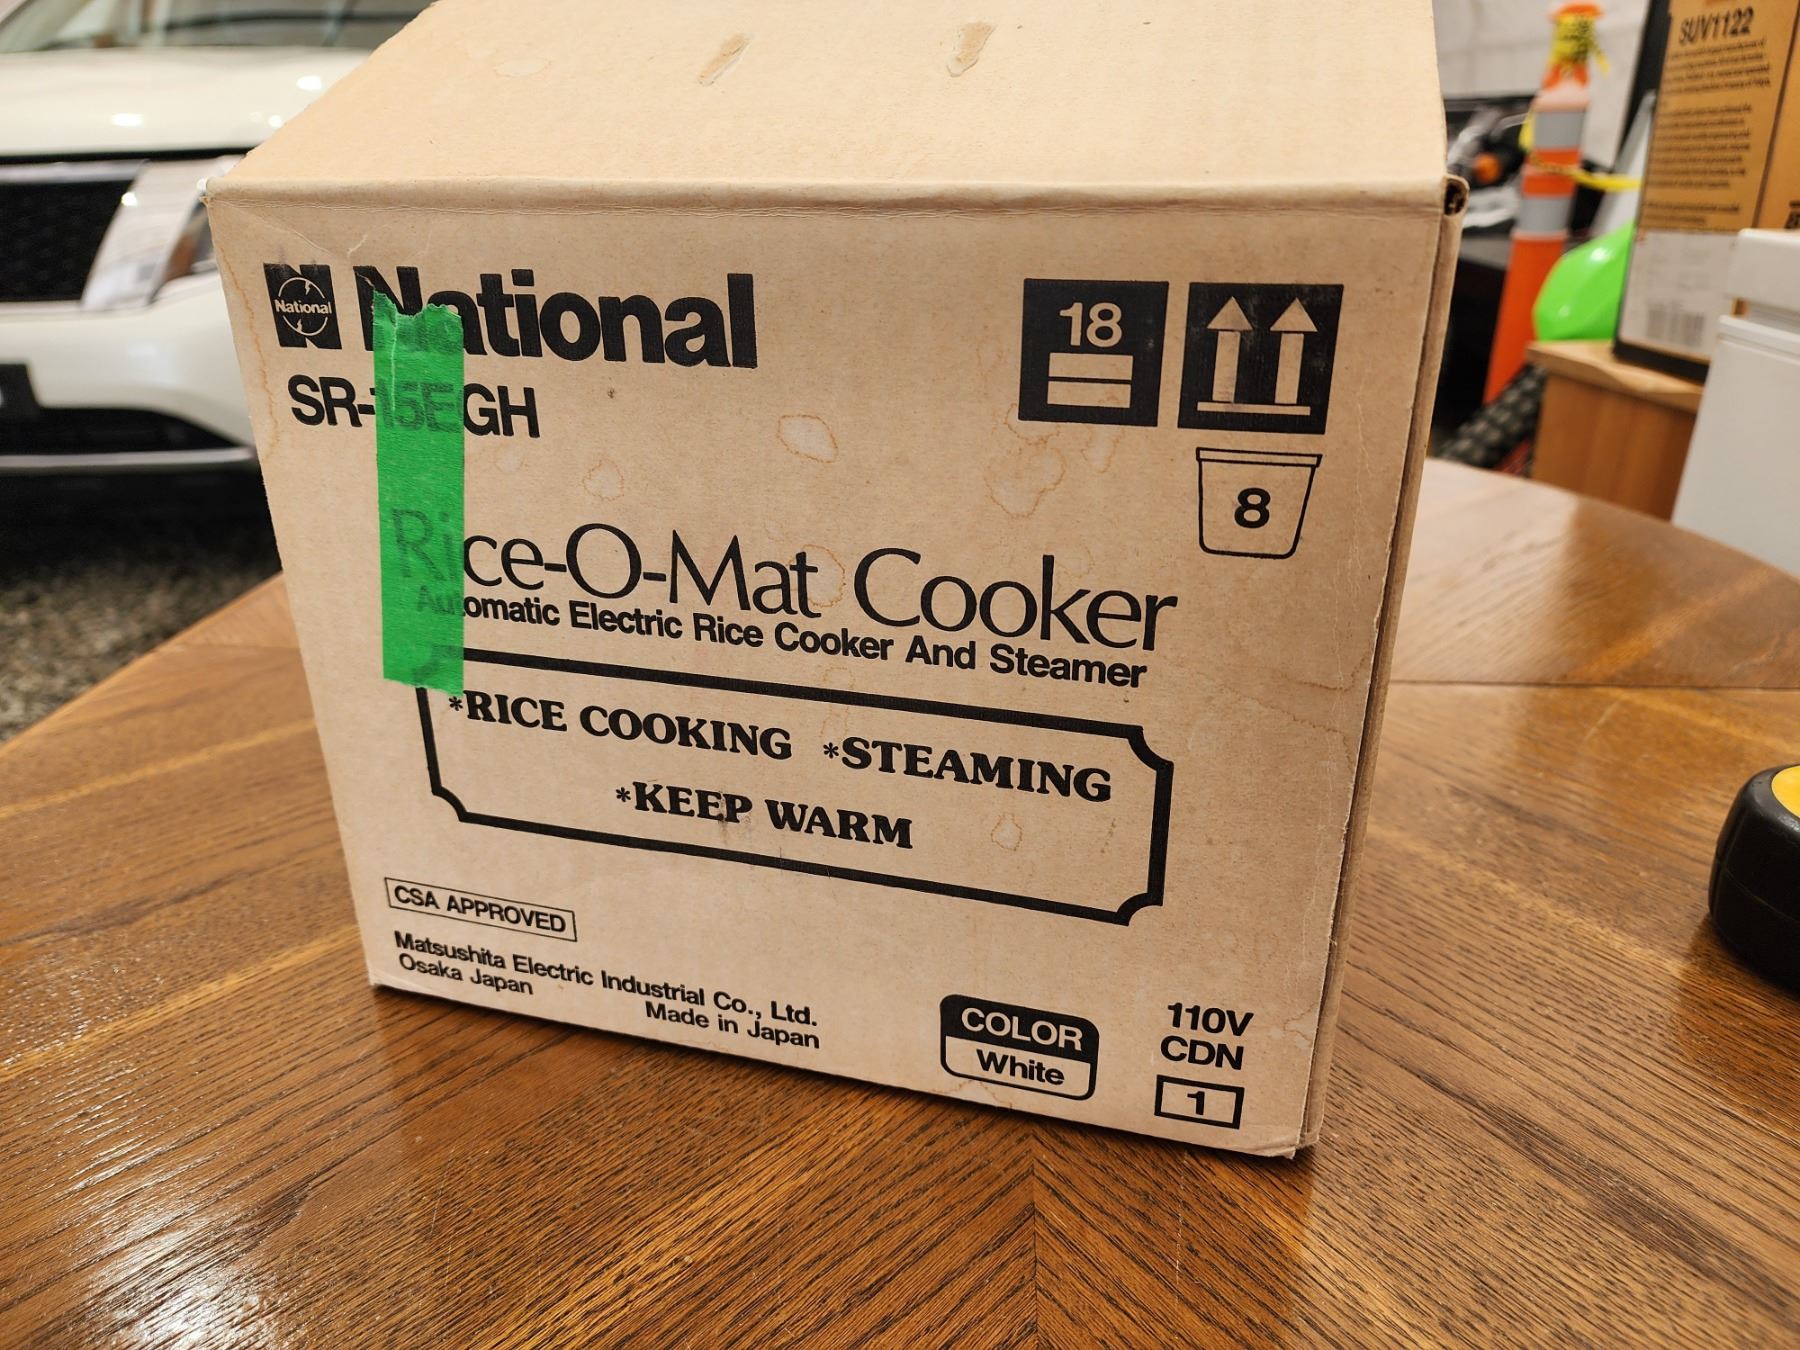 National
National
SR-15EGH
18
8
Rice-O-Mat Cooker
Automatic Electric Rice Cooker And Steamer
*RICE COOKING *STEAMING
*KEEP WARM
CSA APPROVED
Matsushita Electric Industrial Co., Ltd.
Osaka Japan
Made in Japan
COLOR
White
110V
CDN
1
SUV1122